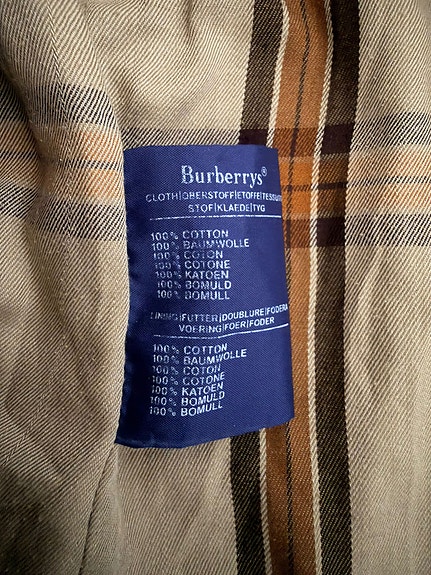 Burberrys®
CLOTH|OBERSTOFF|ETOFFE|TESSUTO
STOF|KLAEDE|TYG
100% COTTON
100% BAUMWOLLE
100% COTON
100% COTONE
100% KATOEN
100% BOMULD
100% BOMULL
LINING|FUTTER|DOUBLURE|FODERA
VOERING|FOER|FODER
100% COTTON
100% BAUMWOLLE
100% COTON
100% COTONE
100% KATOEN
100% BOMULD
100% BOMULL